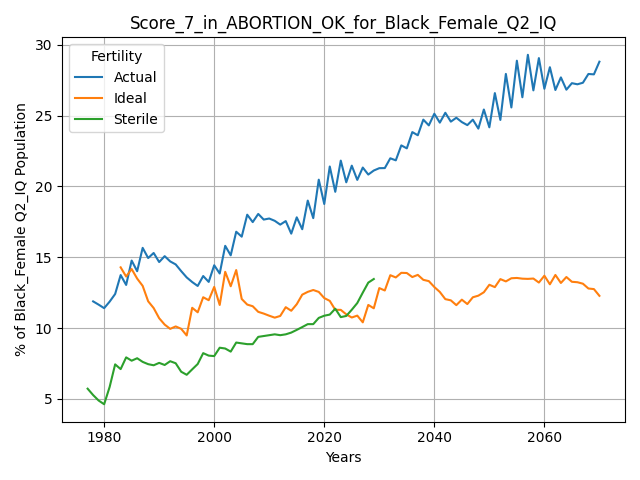 Score_7_in_ABORTION_OK_for_Black_Female_Q2_IQ
Fertility
Actual
Ideal
Sterile
% of Black_Female Q2_IQ Population
30
25
20
15
10
5
1980
2000
2020
2040
2060
Years